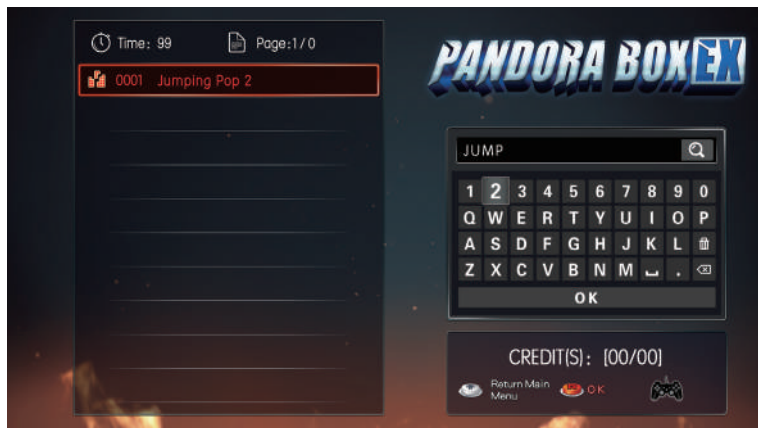 Time: 99
Page:1/0
0001 Jumping Pop 2
PANDORA BOX EX
JUMP
1 2 3 4 5 6 7 8 9 0
Q W E R T Y U I O P
A S D F G H J K L
Z X C V B N M .
OK
CREDIT(S): [00/00]
Return Main
Menu
OK